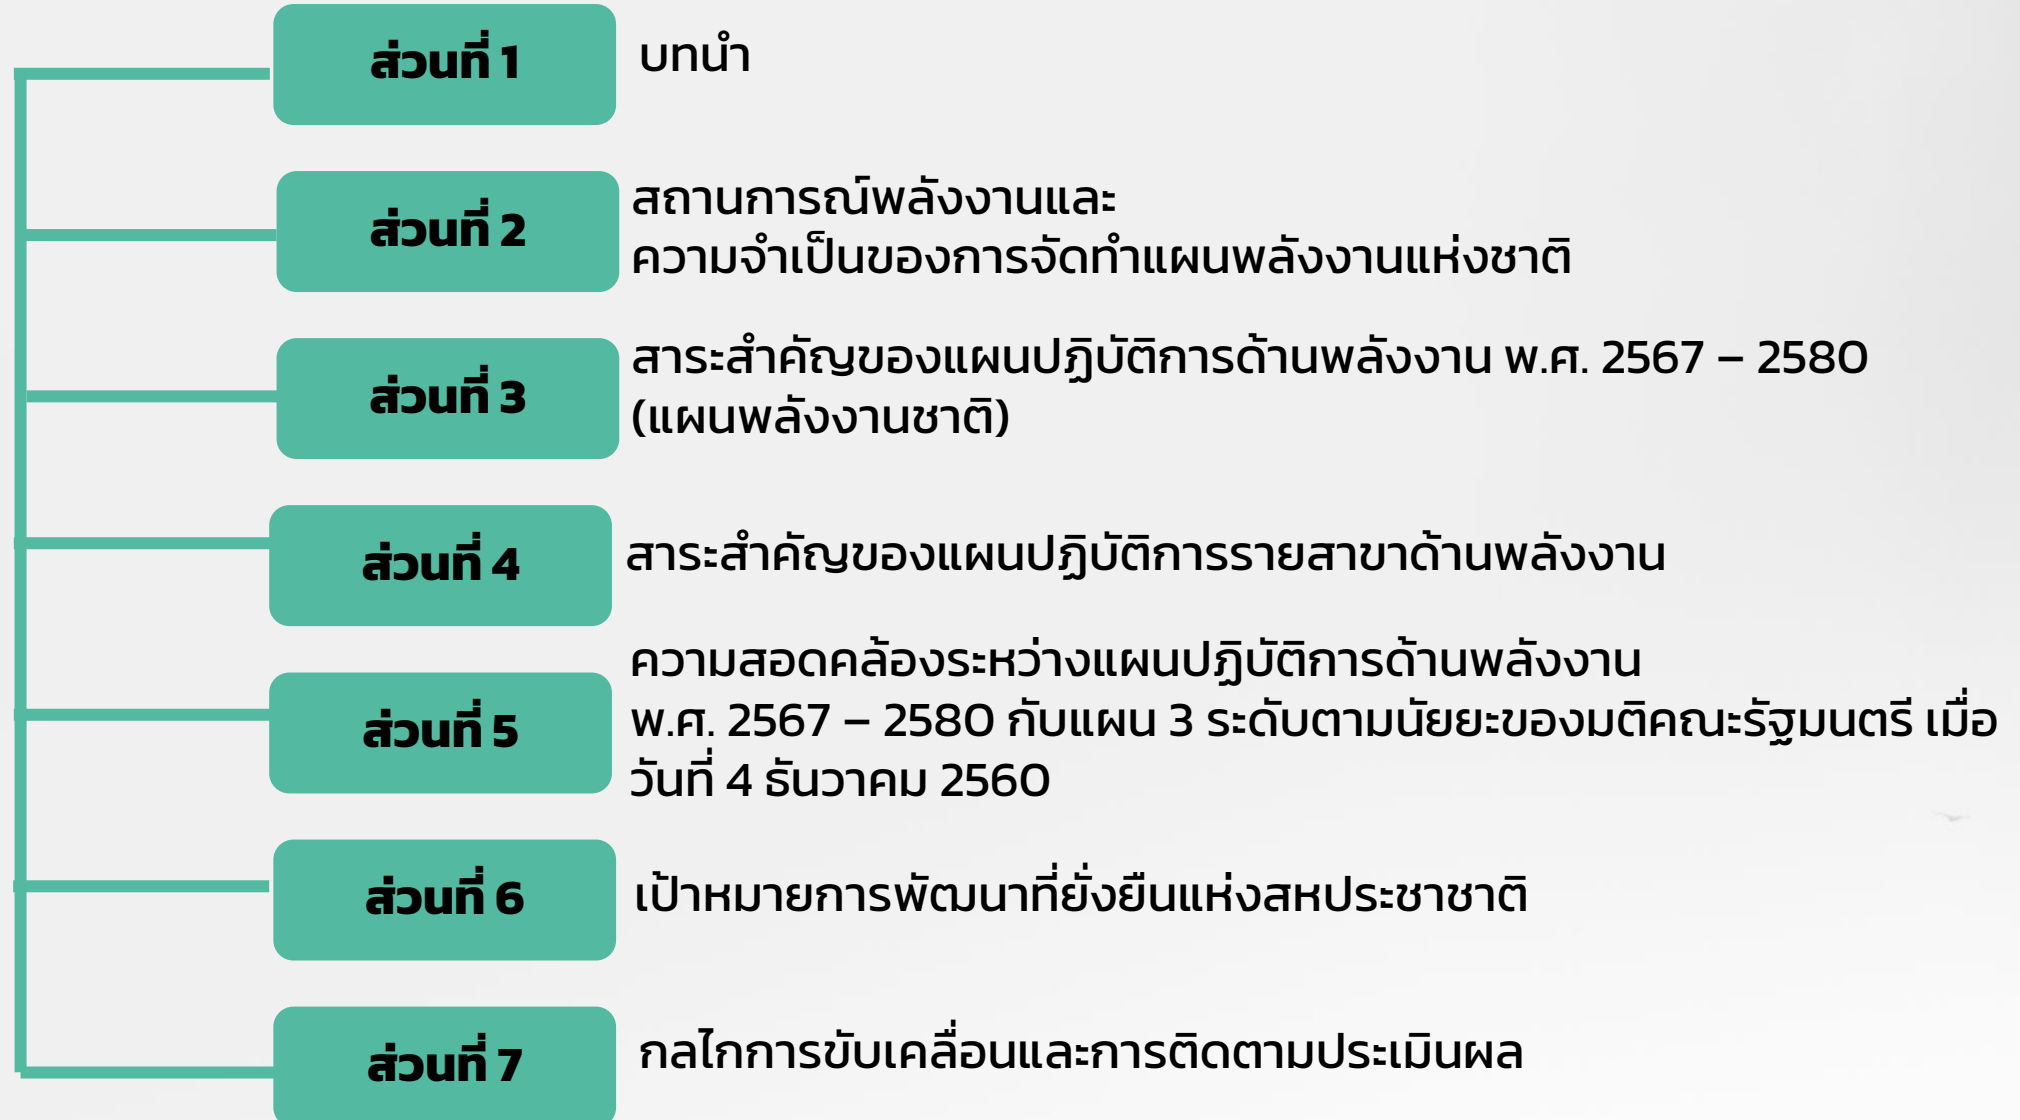 ส่วนที่ 1
บทนำ
ส่วนที่ 2
สถานการณ์พลังงานและ
ความจำเป็นของการจัดทำแผนพลังงานแห่งชาติ
ส่วนที่ 3
สาระสำคัญของแผนปฏิบัติการด้านพลังงาน พ.ศ. 2567 – 2580
(แผนพลังงานชาติ)
ส่วนที่ 4
สาระสำคัญของแผนปฏิบัติการรายสาขาด้านพลังงาน
ส่วนที่ 5
ความสอดคล้องระหว่างแผนปฏิบัติการด้านพลังงาน
พ.ศ. 2567 – 2580 กับแผน 3 ระดับตามนัยยะของมติคณะรัฐมนตรี เมื่อ
วันที่ 4 ธันวาคม 2560
ส่วนที่ 6
เป้าหมายการพัฒนาที่ยั่งยืนแห่งสหประชาชาติ
ส่วนที่ 7
กลไกการขับเคลื่อนและการติดตามประเมินผล